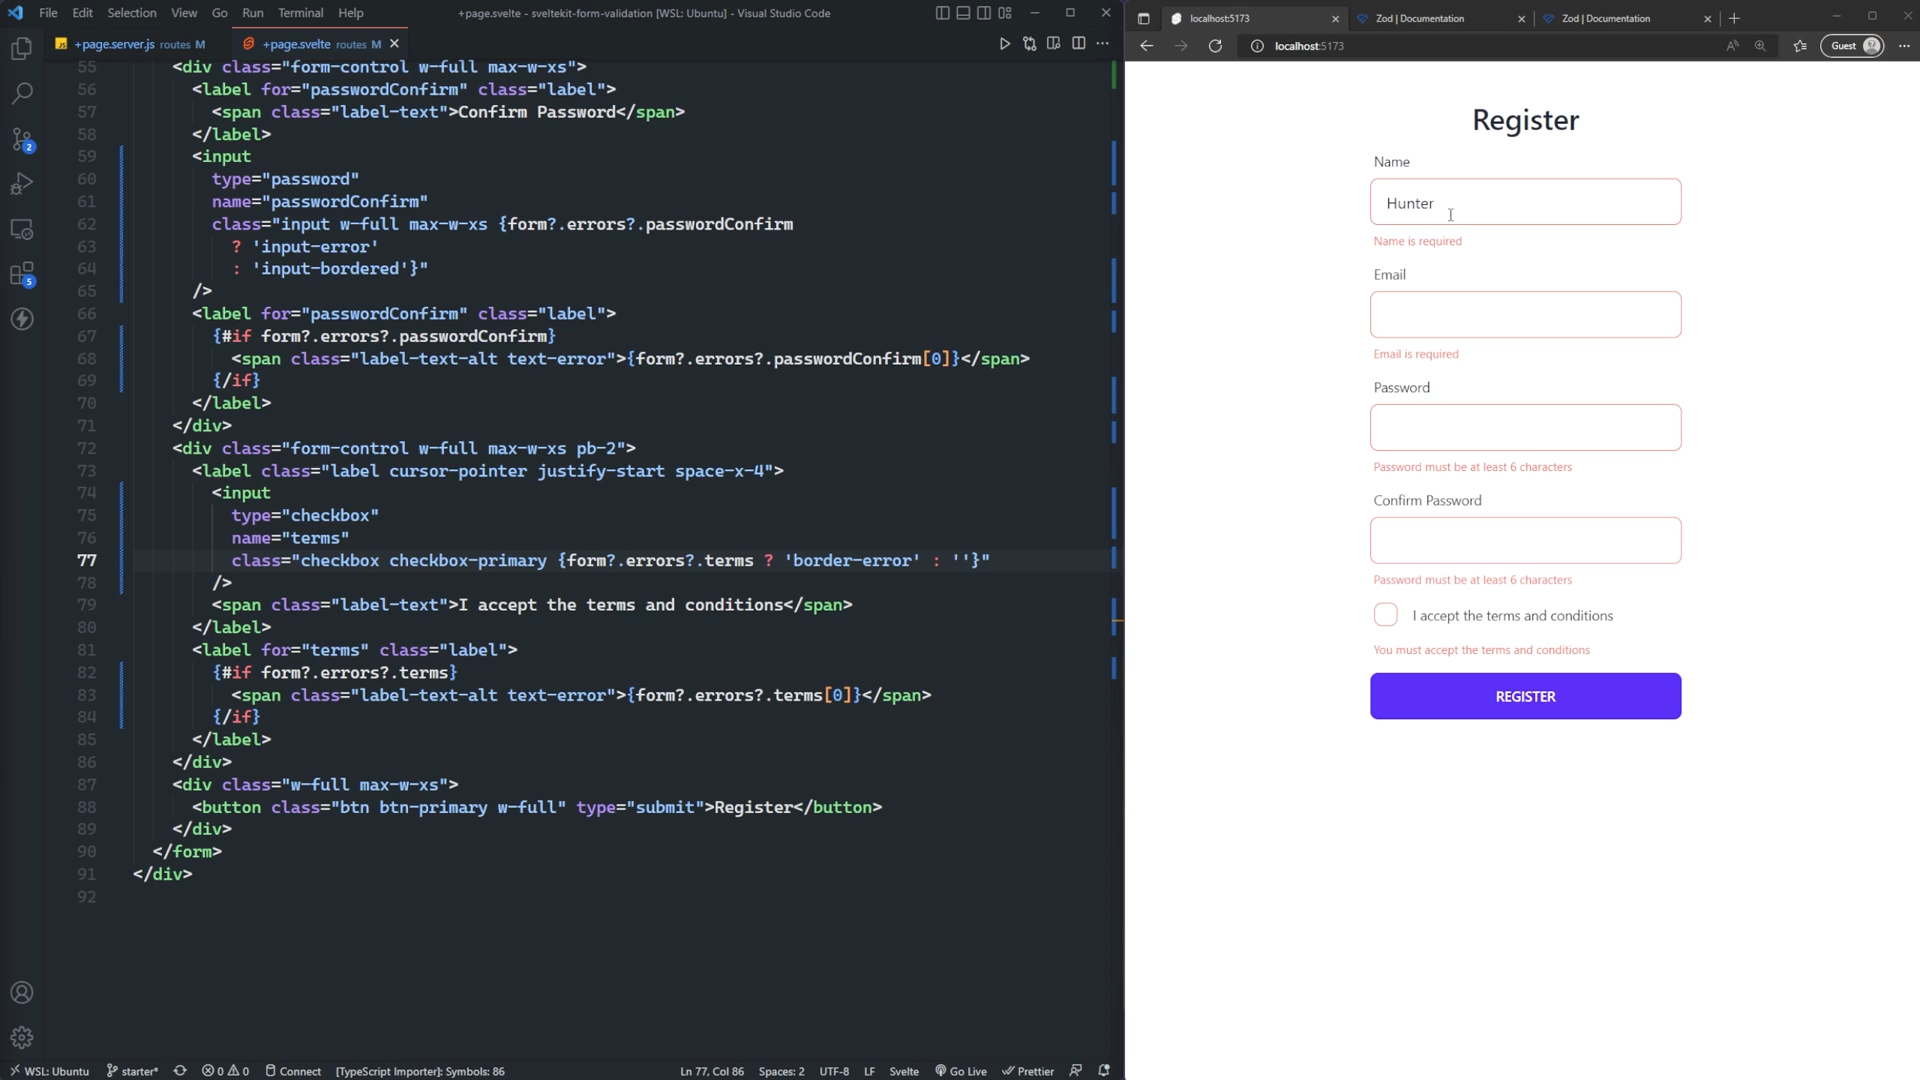 File Edit Selection View Go Run Terminal Help
+page.svelte - sveltekit-form-validation [WSL: Ubuntu] - Visual Studio Code
+page.server.js routes M
+page.svelte routes M
55 <div class="form-control w-full max-w-xs">
56 <label for="passwordConfirm" class="label">
57 <span class="label-text">Confirm Password</span>
58 </label>
59 <input
60 type="password"
61 name="passwordConfirm"
62 class="input w-full max-w-xs {form?.errors?.passwordConfirm
63 ? 'input-error'
64 : 'input-bordered'}"
65 />
66 <label for="passwordConfirm" class="label">
67 {#if form?.errors?.passwordConfirm}
68 <span class="label-text-alt text-error">{form?.errors?.passwordConfirm[0]}</span>
69 {/if}
70 </label>
71 </div>
72 <div class="form-control w-full max-w-xs pb-2">
73 <label class="label cursor-pointer justify-start space-x-4">
74 <input
75 type="checkbox"
76 name="terms"
77 class="checkbox checkbox-primary {form?.errors?.terms ? 'border-error' : ''}"
78 />
79 <span class="label-text">I accept the terms and conditions</span>
80 </label>
81 <label for="terms" class="label">
82 {#if form?.errors?.terms}
83 <span class="label-text-alt text-error">{form?.errors?.terms[0]}</span>
84 {/if}
85 </label>
86 </div>
87 <div class="w-full max-w-xs">
88 <button class="btn btn-primary w-full" type="submit">Register</button>
89 </div>
90 </form>
91 </div>
92
2
5
WSL: Ubuntu starter* 0 0 Connect [TypeScript Importer]: Symbols: 86 Ln 77, Col 86 Spaces: 2 UTF-8 LF Svelte Go Live Prettier
localhost:5173
Zod | Documentation
Zod | Documentation
localhost:5173
Guest
Register
Name
Hunter
Name is required
Email
Email is required
Password
Password must be at least 6 characters
Confirm Password
Password must be at least 6 characters
I accept the terms and conditions
You must accept the terms and conditions
REGISTER